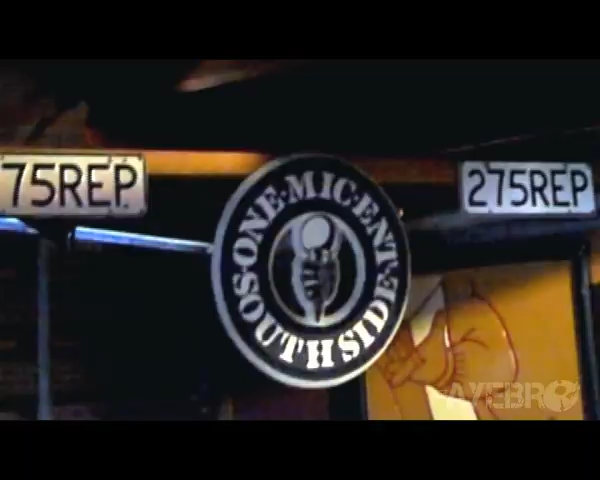 75REP.
ONE·MIC·ENT·
SOUTHSIDE
275REP
AYEBRO